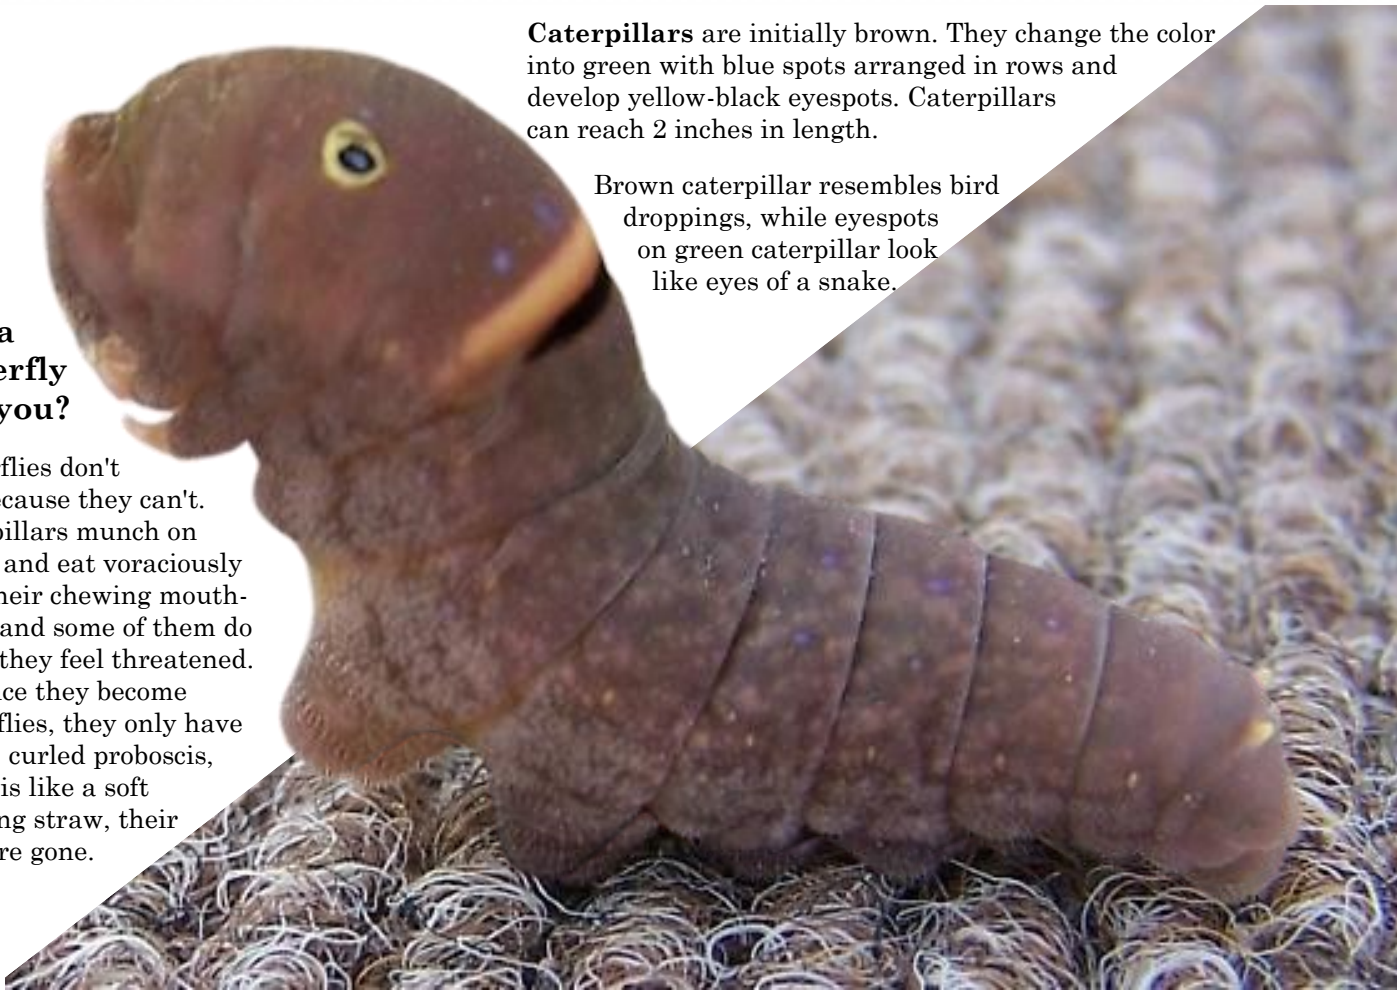 Caterpillars are initially brown. They change the color
into green with blue spots arranged in rows and
develop yellow-black eyespots. Caterpillars
can reach 2 inches in length.
Brown caterpillar resembles bird
droppings, while eyespots
on green caterpillar look
like eyes of a snake.
a
erfly
you?
flies don't
ecause they can't.
pillars munch on
and eat voraciously
heir chewing mouth-
and some of them do
they feel threatened.
ce they become
flies, they only have
curled proboscis,
is like a soft
ng straw, their
re gone.